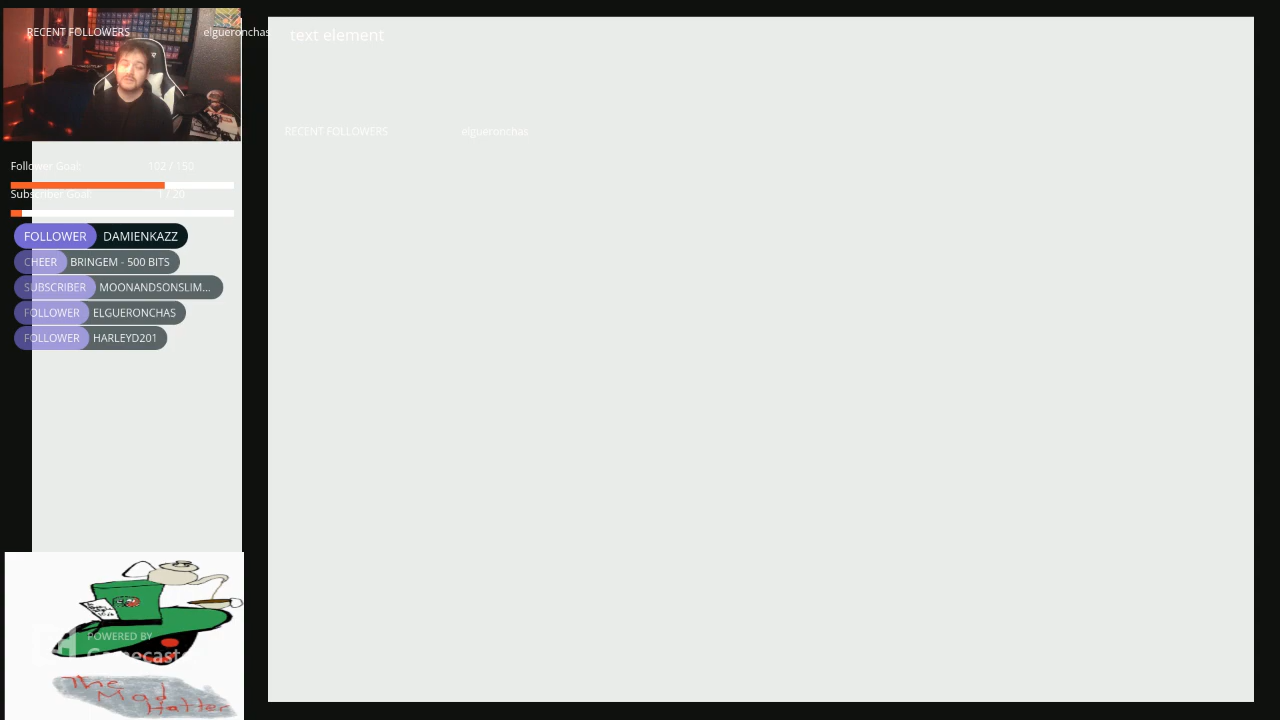 RECENT FOLLOWERS elgueronchas
text element
RECENT FOLLOWERS elgueronchas
Follower Goal: 102 / 150
Subscriber Goal: 1 / 20
FOLLOWER DAMIENKAZZ
CHEER BRINGEM - 500 BITS
SUBSCRIBER MOONANDSONSLIM...
FOLLOWER ELGUERONCHAS
FOLLOWER HARLEYD201
POWERED BY
Gamecaster
The
Mad
Hatter